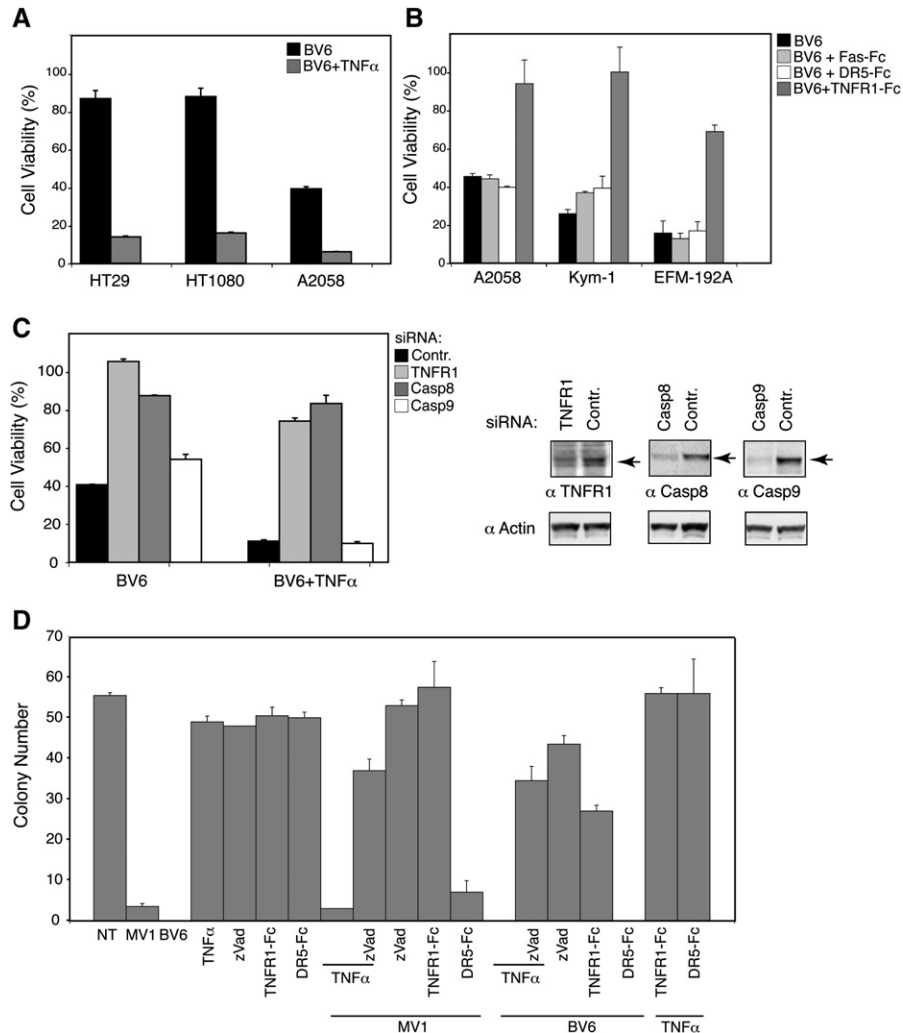 A
100
80
60
40
20
0
Cell Viability (%)
BV6
BV6+TNFα
HT29
HT1080
A2058
B
100
80
60
40
20
0
Cell Viability (%)
BV6
BV6 + Fas-Fc
BV6 + DR5-Fc
BV6+TNFR1-Fc
A2058
Kym-1
EFM-192A
C
100
80
60
40
20
0
Cell Viability (%)
siRNA:
Contr.
TNFR1
Casp8
Casp9
BV6
BV6+TNFα
siRNA:
TNFR1
Contr.
Casp8
Contr.
Casp9
Contr.
α TNFR1
α Casp8
α Casp9
α Actin
D
70
60
50
40
30
20
10
0
Colony Number
NT
MV1
BV6
TNFα
zVad
TNFR1-Fc
DR5-Fc
zVad
zVad
TNFR1-Fc
DR5-Fc
TNFα
MV1
zVad
zVad
TNFR1-Fc
DR5-Fc
TNFα
BV6
TNFR1-Fc
DR5-Fc
TNFα